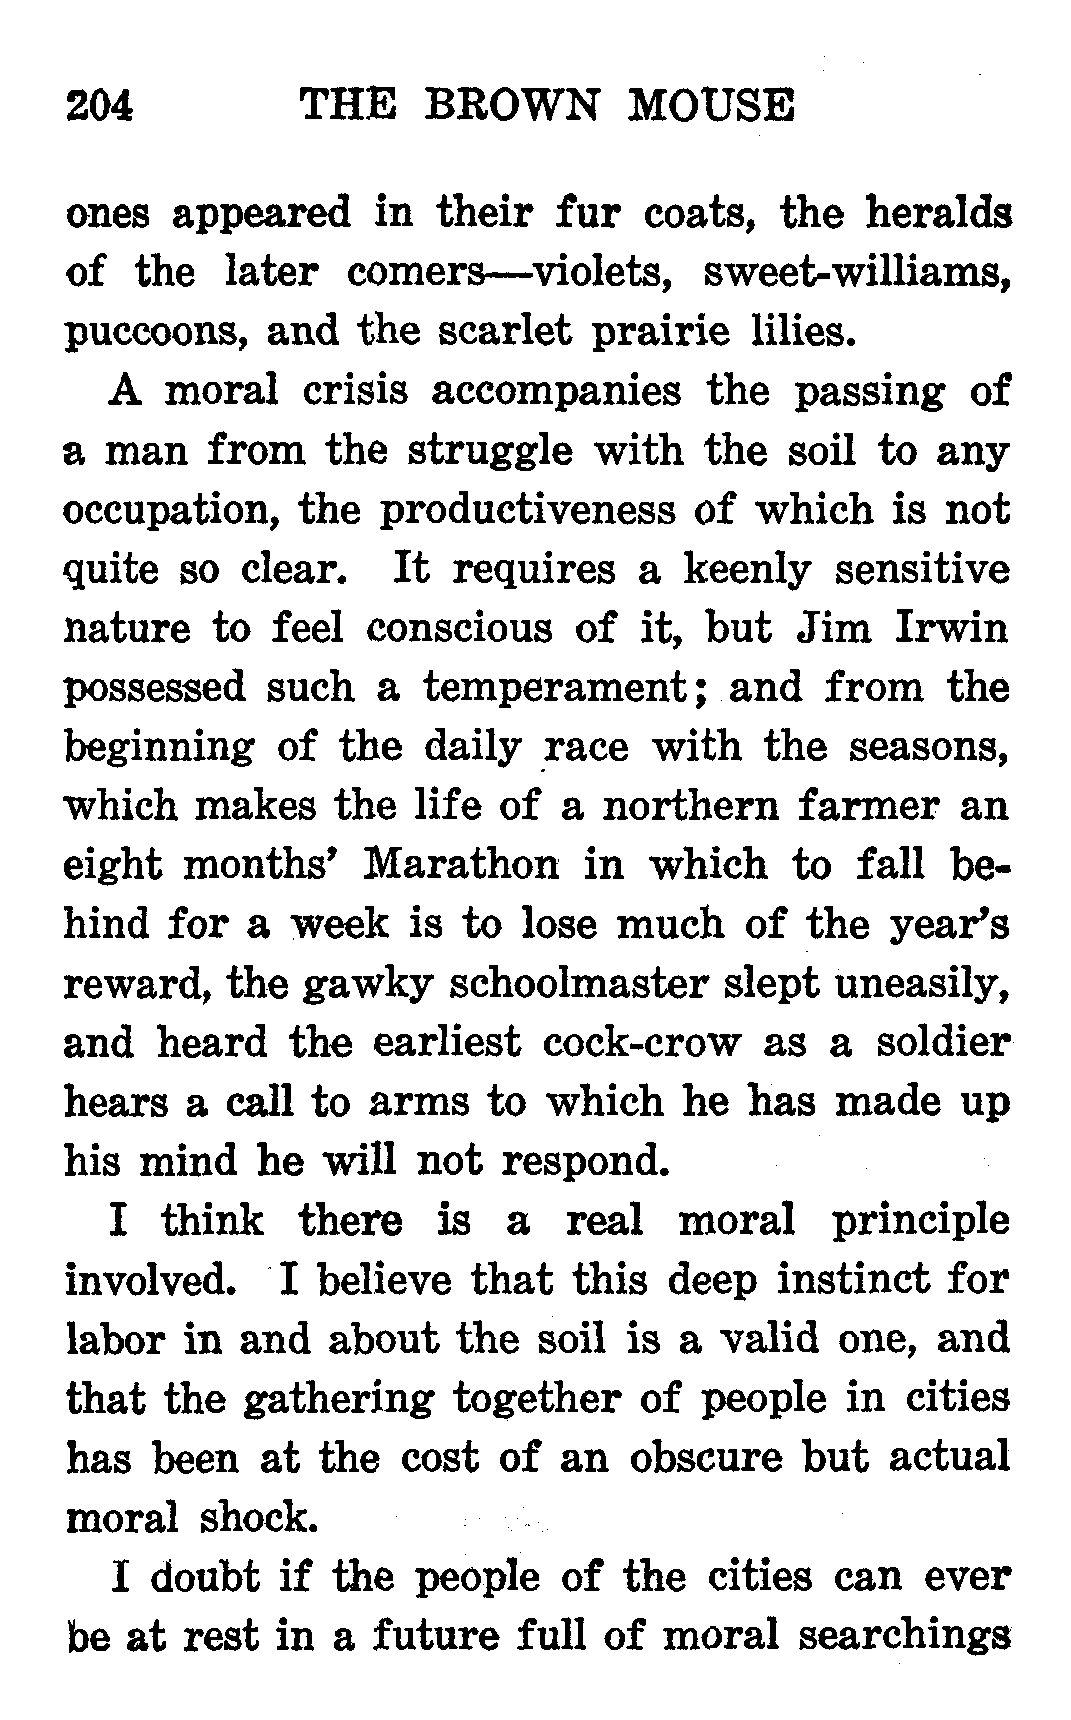 204 THE BROWN MOUSE
ones appeared in their fur coats, the heralds
of the later comers—violets, sweet-williams,
puccoons, and the scarlet prairie lilies.
A moral crisis accompanies the passing of
a man from the struggle with the soil to any
occupation, the productiveness of which is not
quite so clear. It requires a keenly sensitive
nature to feel conscious of it, but Jim Irwin
possessed such a temperament; and from the
beginning of the daily race with the seasons,
which makes the life of a northern farmer an
eight months' Marathon in which to fall be-
hind for a week is to lose much of the year's
reward, the gawky schoolmaster slept uneasily,
and heard the earliest cock-crow as a soldier
hears a call to arms to which he has made up
his mind he will not respond.
I think there is a real moral principle
involved. I believe that this deep instinct for
labor in and about the soil is a valid one, and
that the gathering together of people in cities
has been at the cost of an obscure but actual
moral shock.
I doubt if the people of the cities can ever
be at rest in a future full of moral searchings